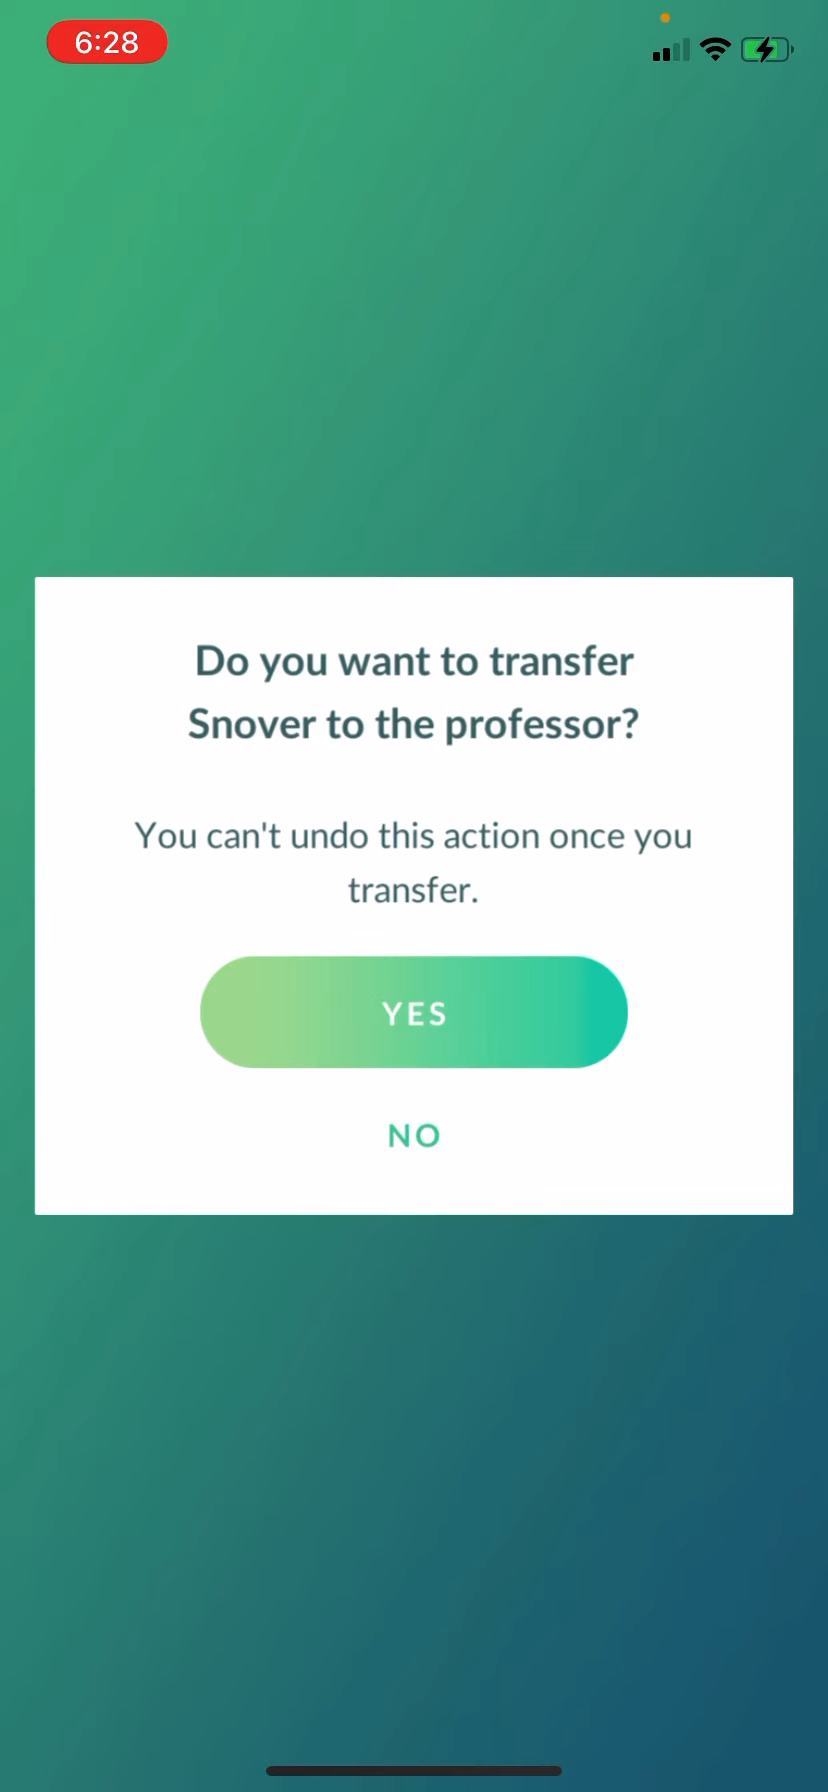 6:28
Do you want to transfer
Snover to the professor?
You can't undo this action once you
transfer.
YES
NO